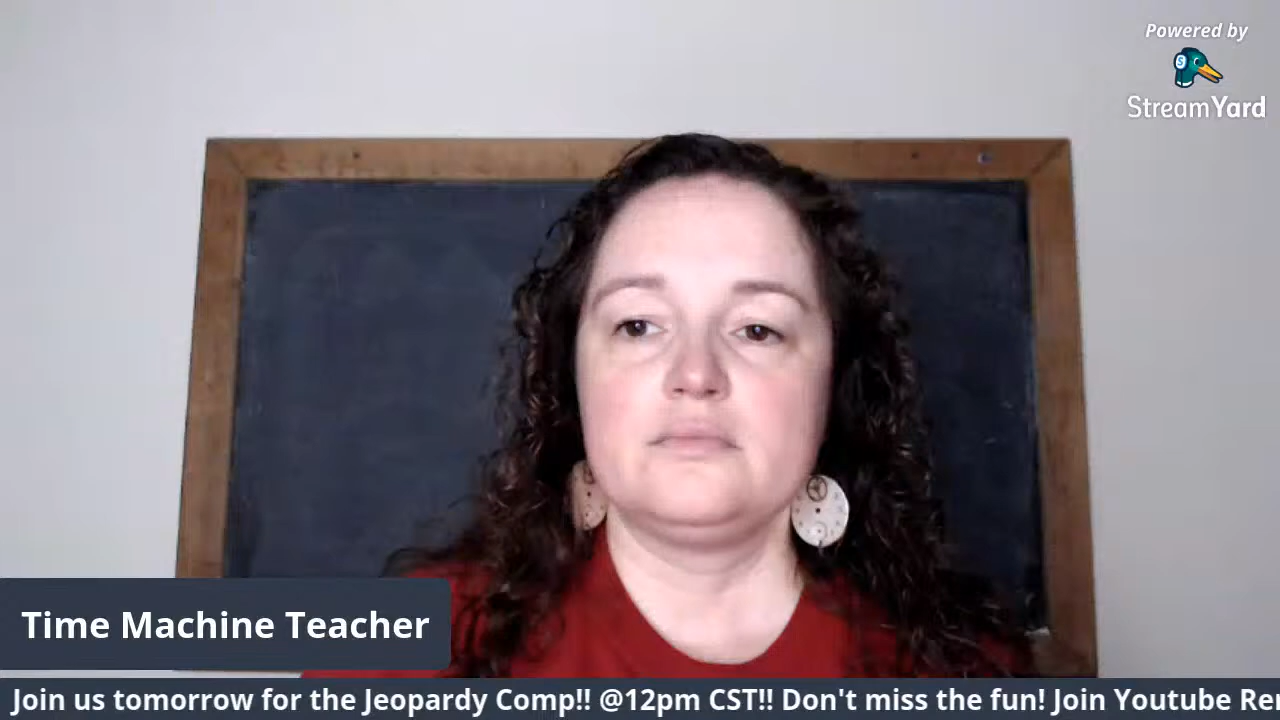 Powered by
StreamYard
Time Machine Teacher
Join us tomorrow for the Jeopardy Comp!! @12pm CST!! Don't miss the fun! Join Youtube